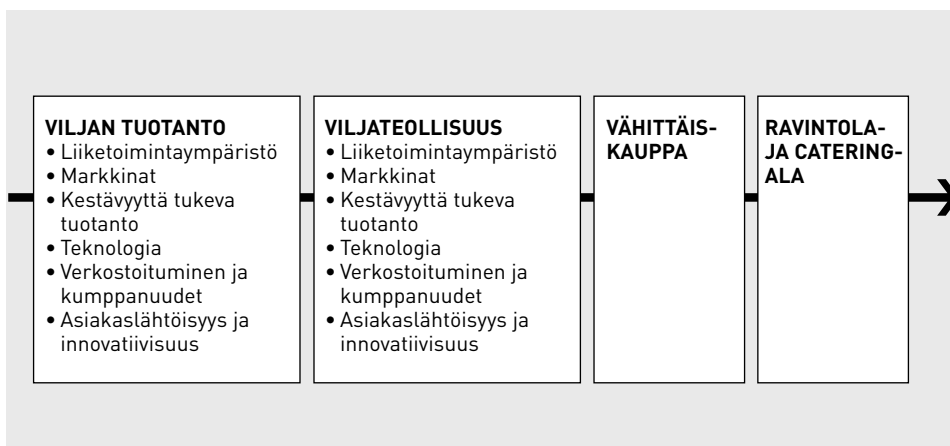 VILJAN TUOTANTO
• Liiketoimintaympäristö
• Markkinat
• Kestävyyttä tukeva
tuotanto
• Teknologia
• Verkostoituminen ja
kumppanuudet
• Asiakaslähtöisyys ja
innovatiivisuus
VILJATEOLLISUUS
• Liiketoimintaympäristö
• Markkinat
• Kestävyyttä tukeva
tuotanto
• Teknologia
• Verkostoituminen ja
kumppanuudet
• Asiakaslähtöisyys ja
innovatiivisuus
VÄHITTÄIS-
KAUPPA
RAVINTOLA-
JA CATERING-
ALA